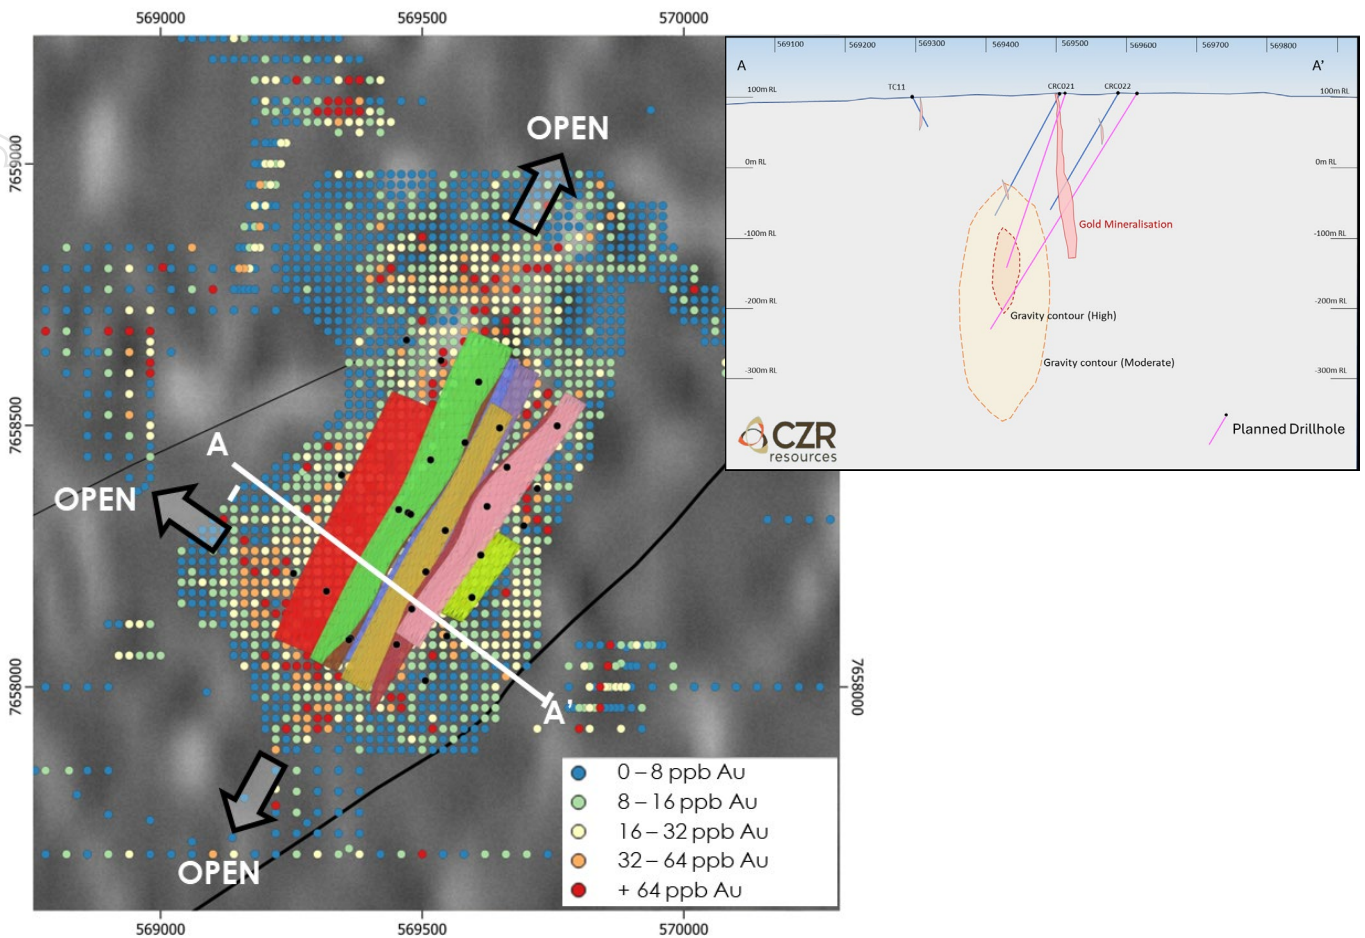 569000
569500
570000
7659000
7658500
7658000
7658000
OPEN
A
OPEN
A'
OPEN
0 – 8 ppb Au
8 – 16 ppb Au
16 – 32 ppb Au
32 – 64 ppb Au
+ 64 ppb Au
569000
569500
570000
569100
569200
569300
569400
569500
569600
569700
569800
A
A'
TC11
CRC021
CRC022
100m RL
100m RL
0m RL
0m RL
-100m RL
-100m RL
Gold Mineralisation
-200m RL
-200m RL
Gravity contour (High)
Gravity contour (Moderate)
-300m RL
-300m RL
CZR
resources
Planned Drillhole